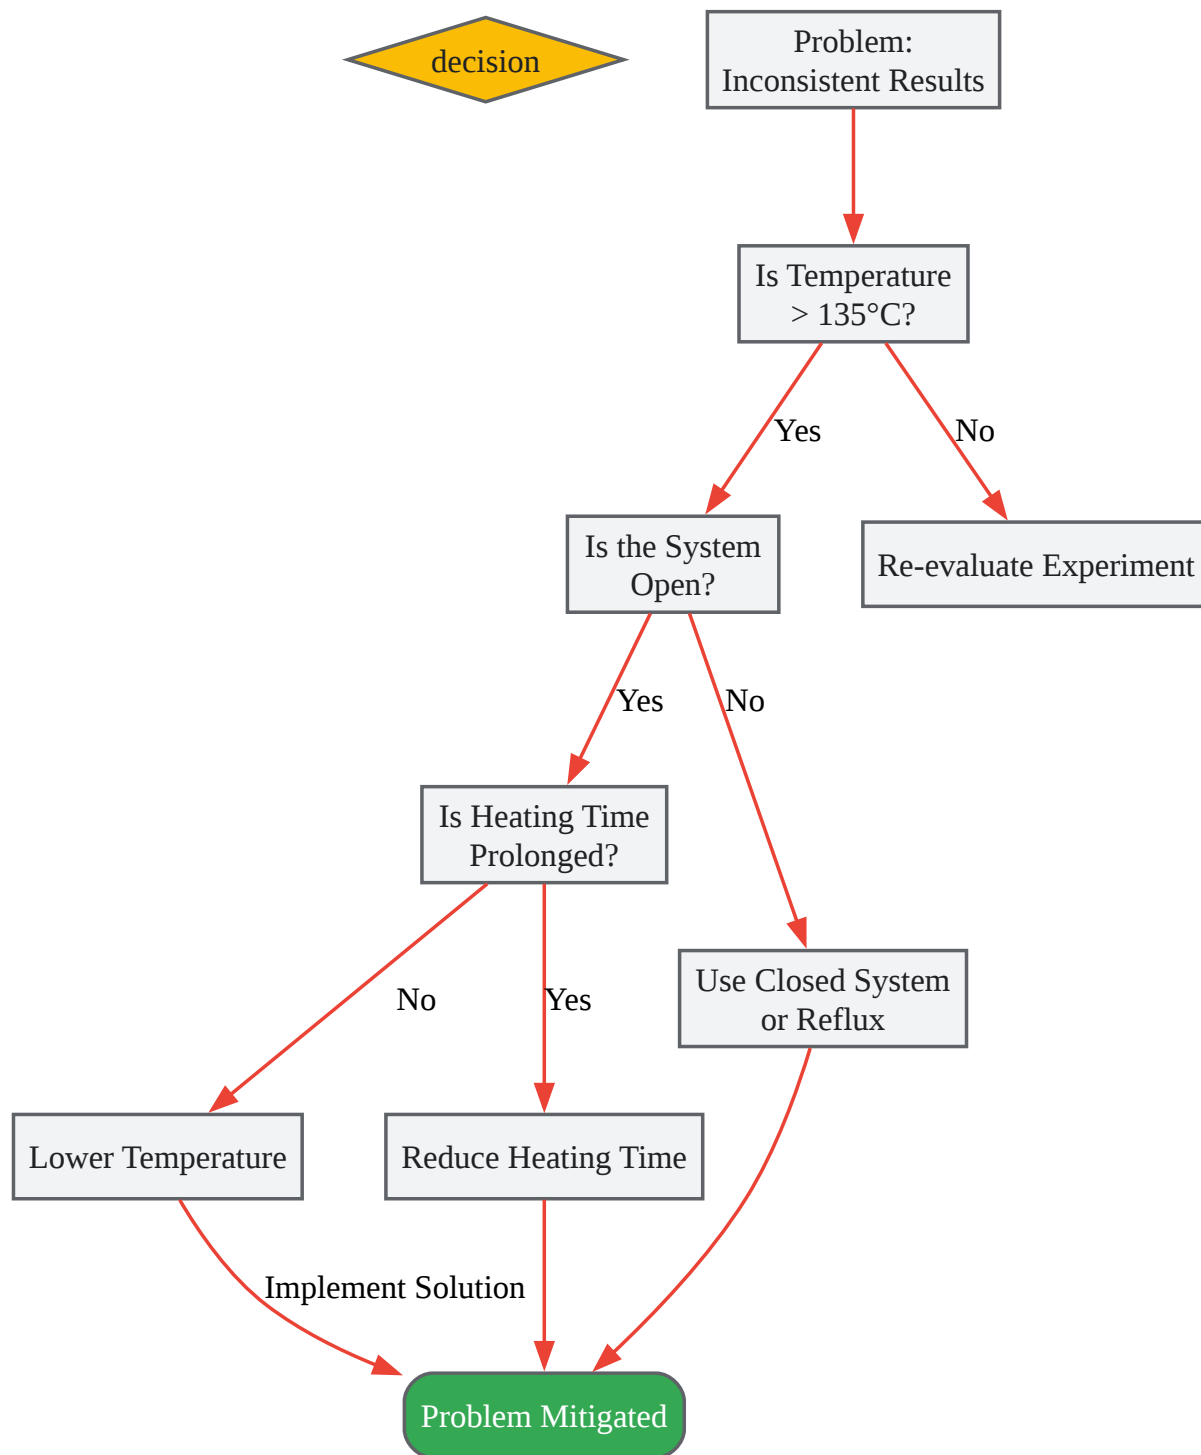 decision
Problem:
Inconsistent Results
Is Temperature
> 135°C?
Yes
No
Is the System
Open?
Re-evaluate Experiment
Yes
No
Is Heating Time
Prolonged?
No
Yes
Use Closed System
or Reflux
Lower Temperature
Reduce Heating Time
Implement Solution
Problem Mitigated